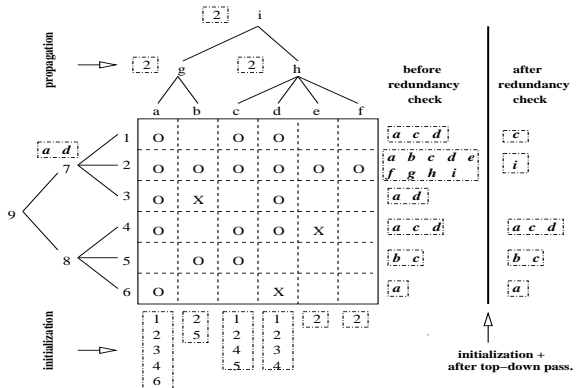 2 i
propagation
2 g 2 h
before redundancy check
after redundancy check
a b c d e f
1 O O O a c d c
a d
7
2 O O O O O O a b c d e f g h i i
3 O X O a d
9
4 O O O X a c d a c d
8
5 O O b c b c
6 O X a a
initialization
1 2 1 1 2 2
2 5 2 2
3 4 3
4 5 4
6
initialization +
after top-down pass.